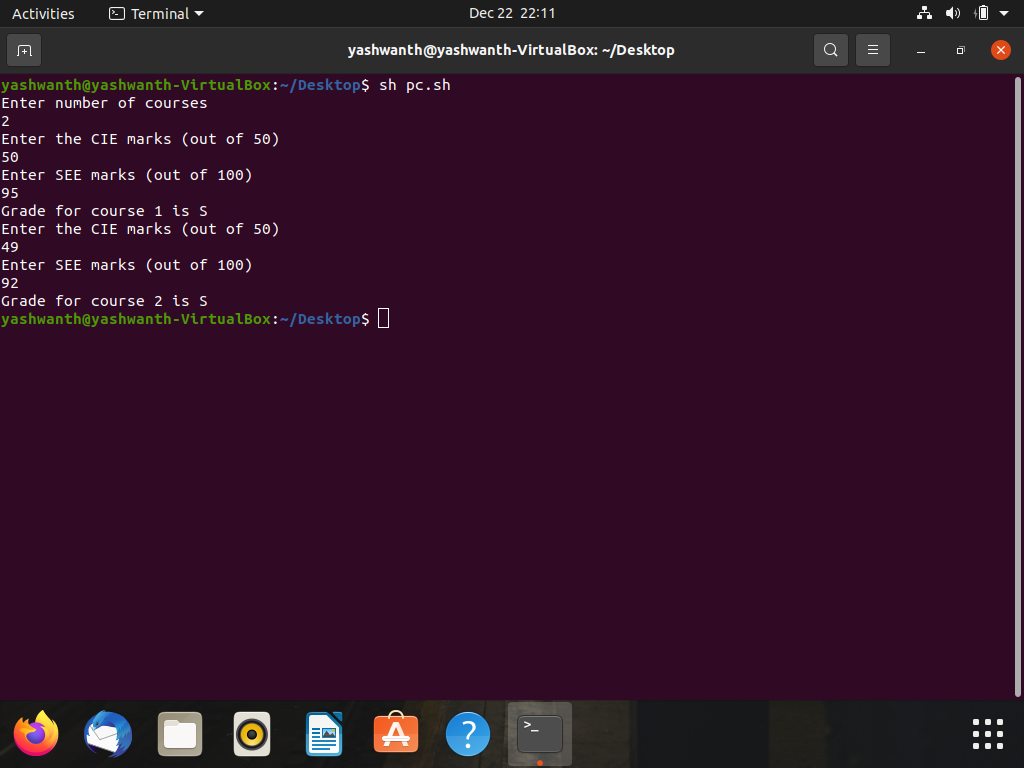 Activities Terminal Dec 22 22:11
yashwanth@yashwanth-VirtualBox: ~/Desktop
yashwanth@yashwanth-VirtualBox:~/Desktop$ sh pc.sh
Enter number of courses
2
Enter the CIE marks (out of 50)
50
Enter SEE marks (out of 100)
95
Grade for course 1 is S
Enter the CIE marks (out of 50)
49
Enter SEE marks (out of 100)
92
Grade for course 2 is S
yashwanth@yashwanth-VirtualBox:~/Desktop$